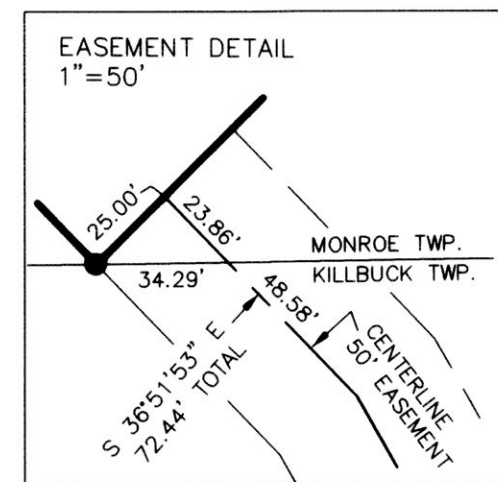 EASEMENT DETAIL
1"=50'
25.00'
23.86'
MONROE TWP.
34.29'
KILLBUCK TWP.
48.58'
S 36°51'53" E
72.44' TOTAL
CENTERLINE
50' EASEMENT